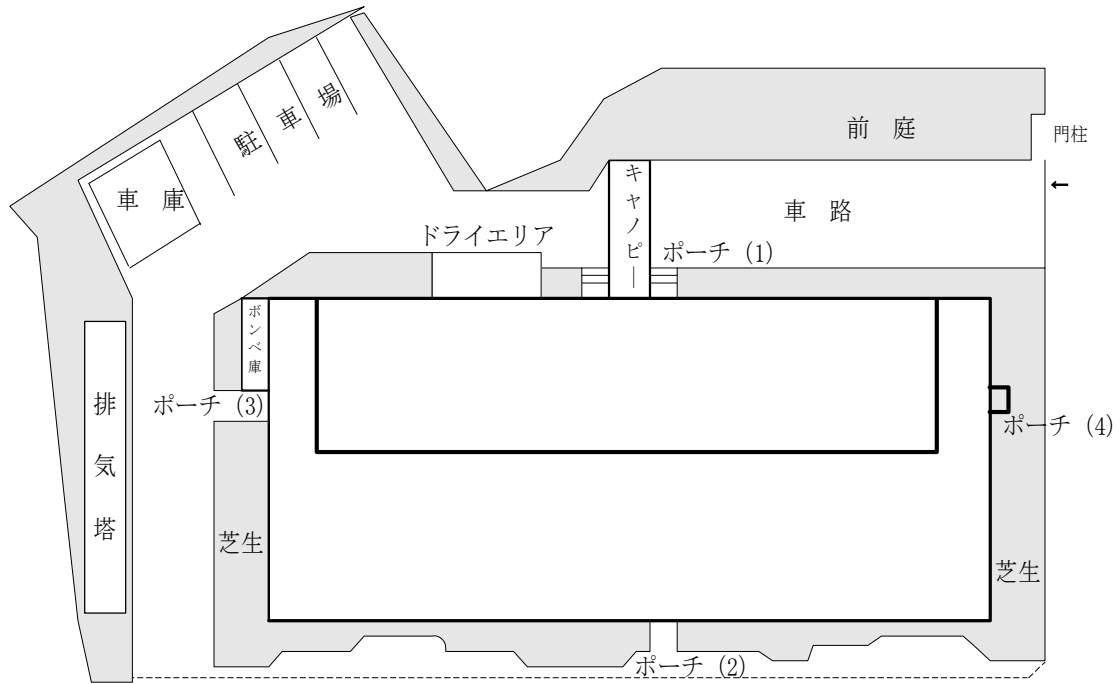 前 庭
門柱
←
駐 車 場
キャノピー
車 庫
車 路
ドライエリア
ポーチ (1)
ボンベ庫
ポーチ (3)
排気塔
ポーチ (4)
芝生
芝生
ポーチ (2)